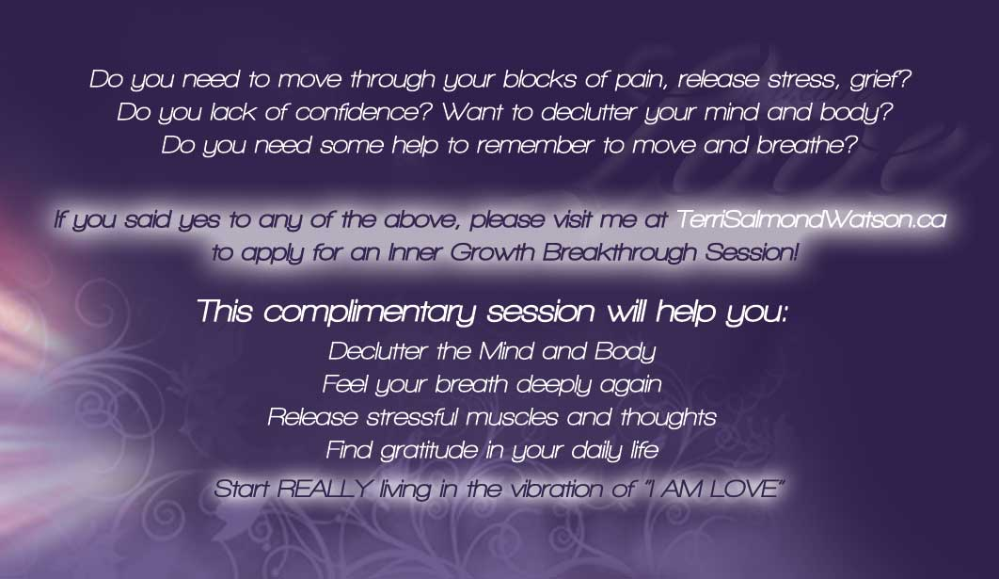 Do you need to move through your blocks of pain, release stress, grief?
Do you lack of confidence? Want to declutter your mind and body?
Do you need some help to remember to move and breathe?
If you said yes to any of the above, please visit me at TerriSalmondWatson.ca
to apply for an Inner Growth Breakthrough Session!
This complimentary session will help you:
Declutter the Mind and Body
Feel your breath deeply again
Release stressful muscles and thoughts
Find gratitude in your daily life
Start REALLY living in the vibration of "I AM LOVE"
Love